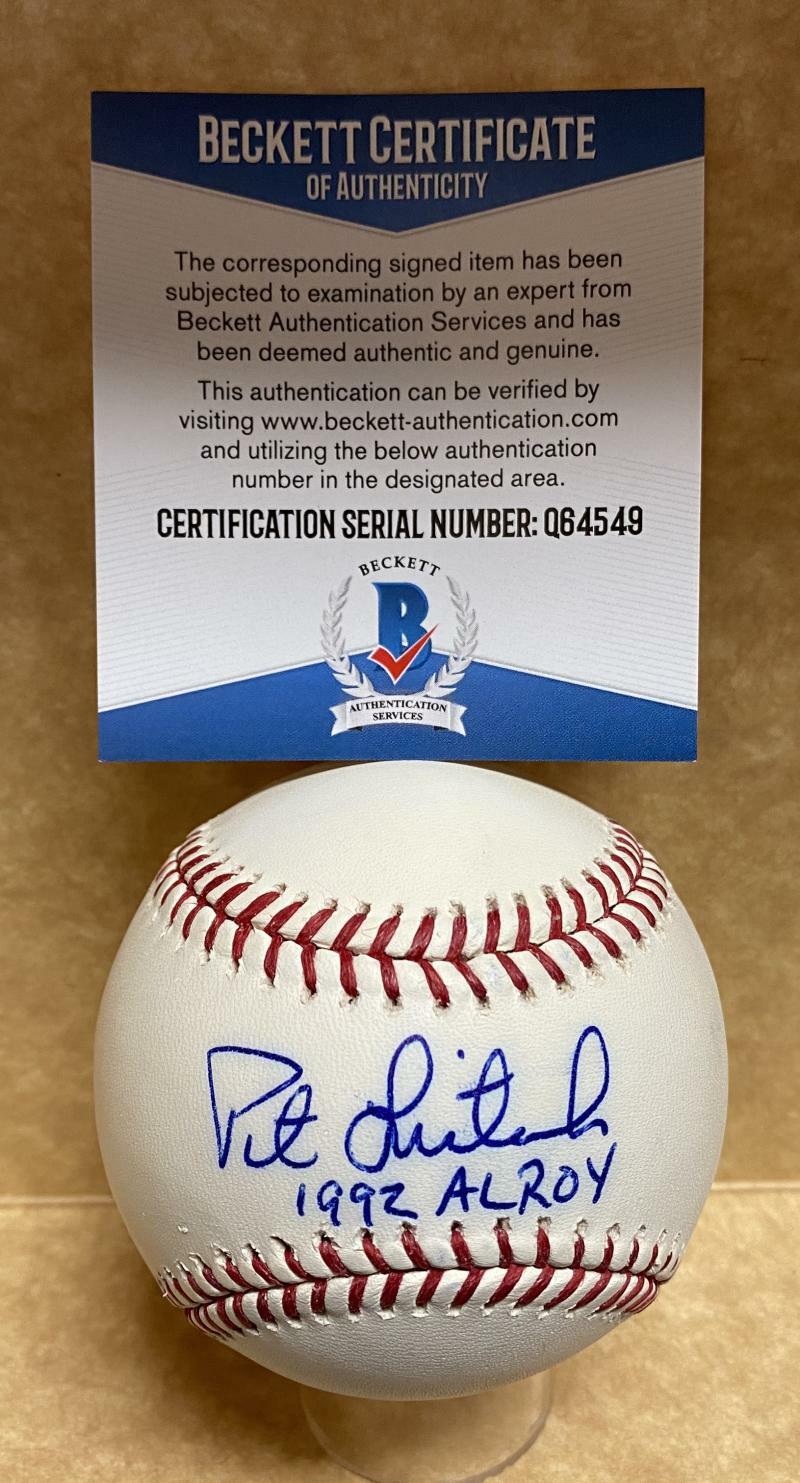 BECKETT CERTIFICATE
OF AUTHENTICITY
The corresponding signed item has been
subjected to examination by an expert from
Beckett Authentication Services and has
been deemed authentic and genuine.
This authentication can be verified by
visiting www.beckett-authentication.com
and utilizing the below authentication
number in the designated area.
CERTIFICATION SERIAL NUMBER: Q64549
BECKETT
B
AUTHENTICATION
SERVICES
Pat Listach
1992 AL ROY